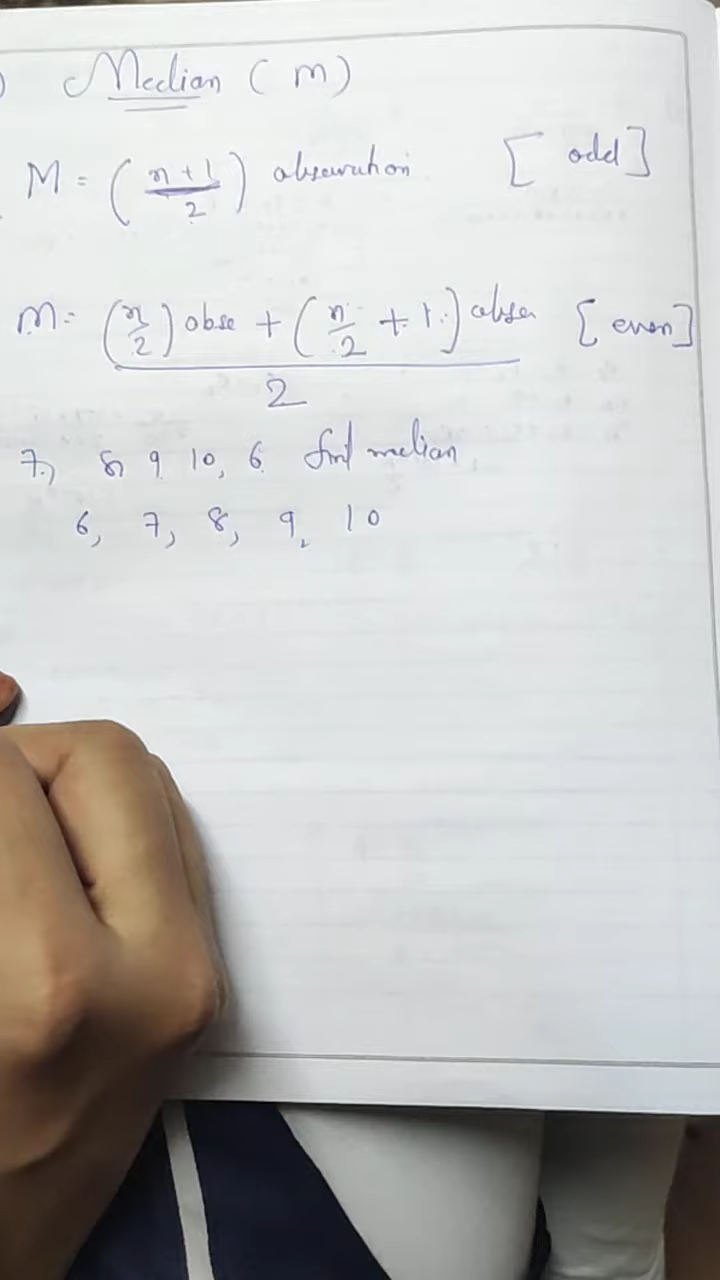 Median (m)
M = (n + 1 / 2) observation [odd]
M = (n/2) obse + (n/2 + 1) obser / 2 [even]
7, 8, 9 10, 6 find median
6, 7, 8, 9, 10